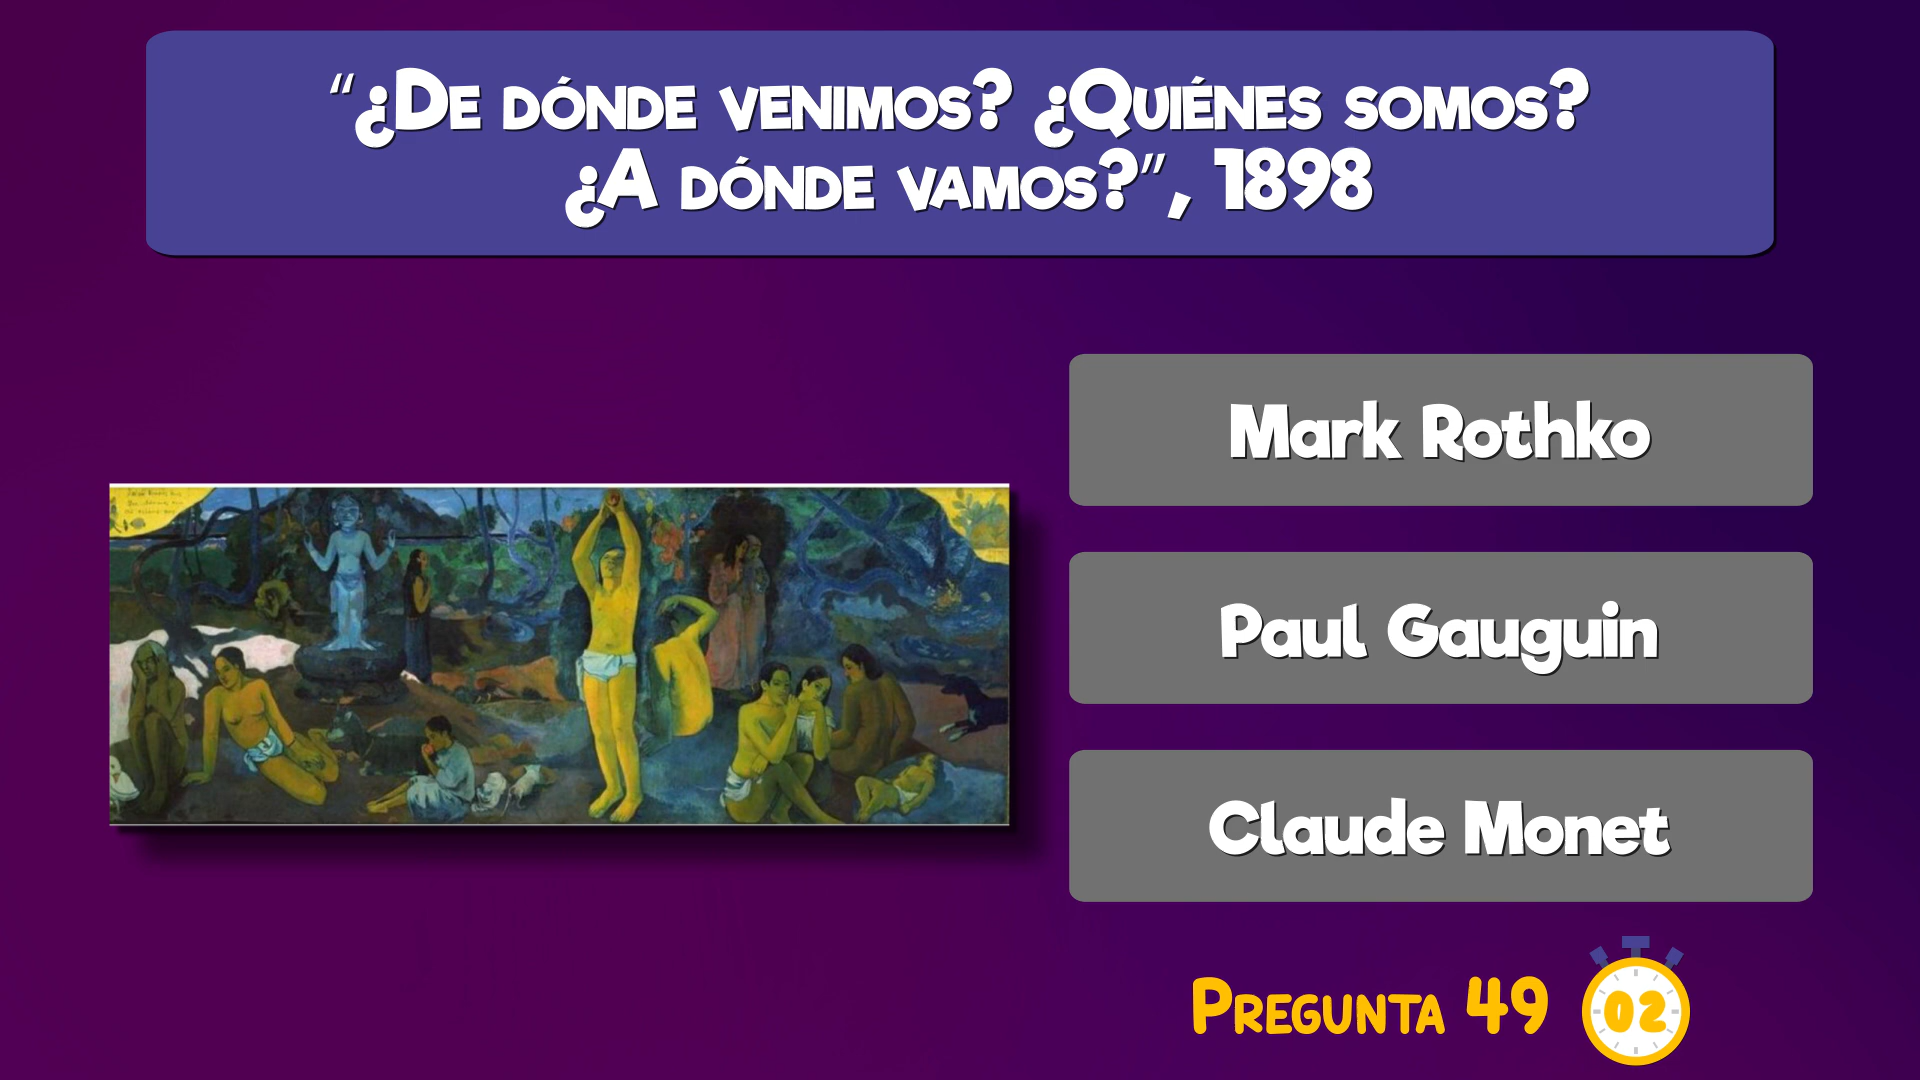 “¿De dónde venimos? ¿Quiénes somos?
¿A dónde vamos?”, 1898
Mark Rothko
Paul Gauguin
Claude Monet
Pregunta 49
02